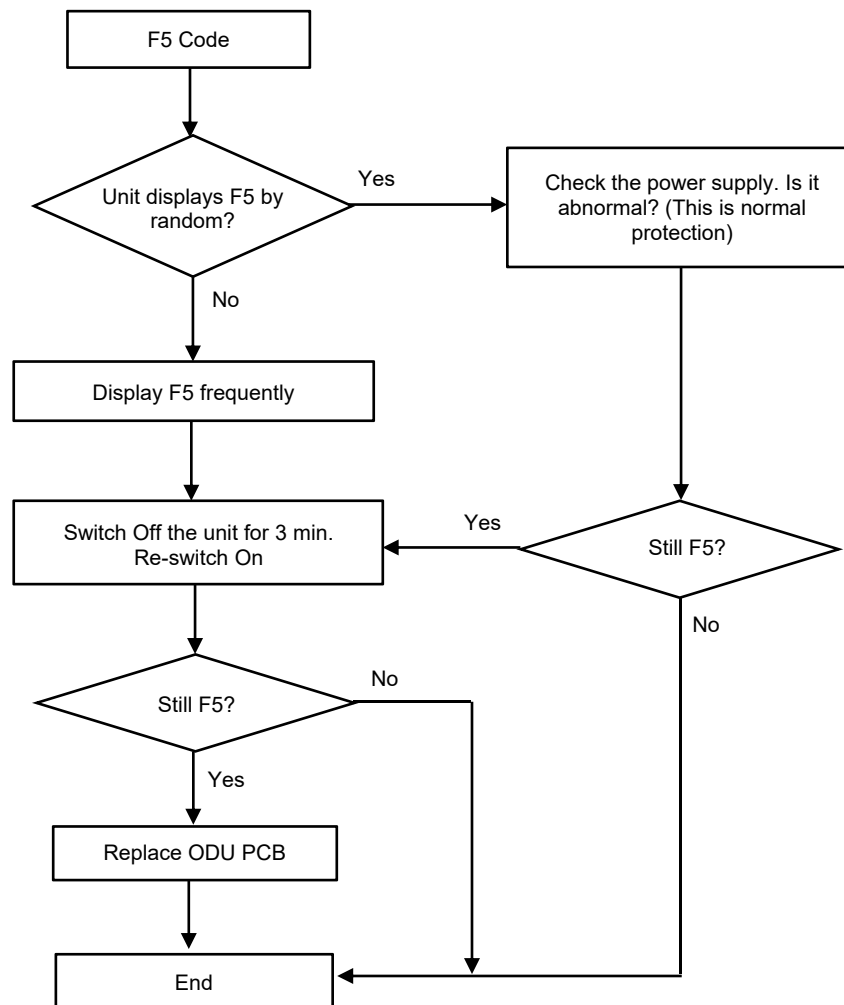 F5 Code
Unit displays F5 by
random?
Yes
Check the power supply. Is it
abnormal? (This is normal
protection)
No
Display F5 frequently
Switch Off the unit for 3 min.
Re-switch On
Yes
Still F5?
No
Still F5?
No
Yes
Replace ODU PCB
End